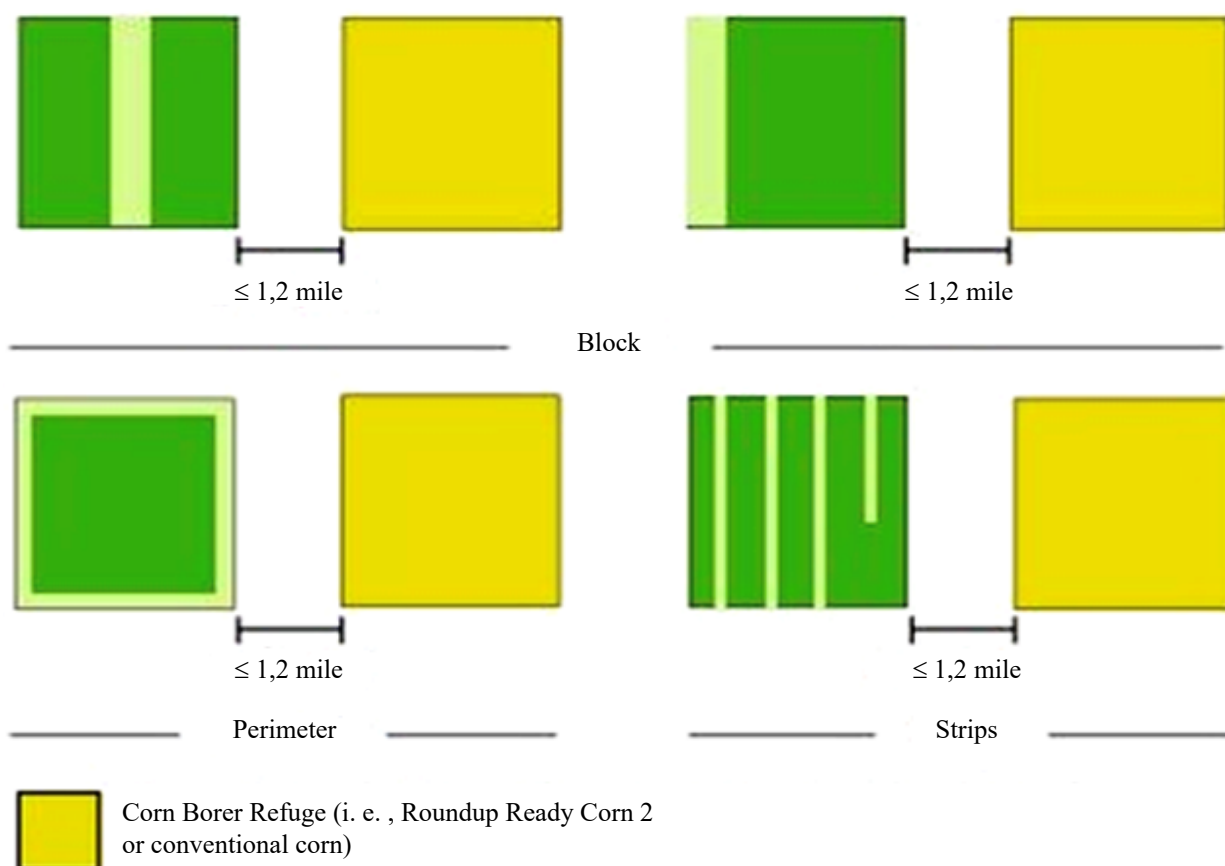 ≤ 1,2 mile
≤ 1,2 mile
Block
≤ 1,2 mile
≤ 1,2 mile
Perimeter
Strips
Corn Borer Refuge (i. e. , Roundup Ready Corn 2
or conventional corn)